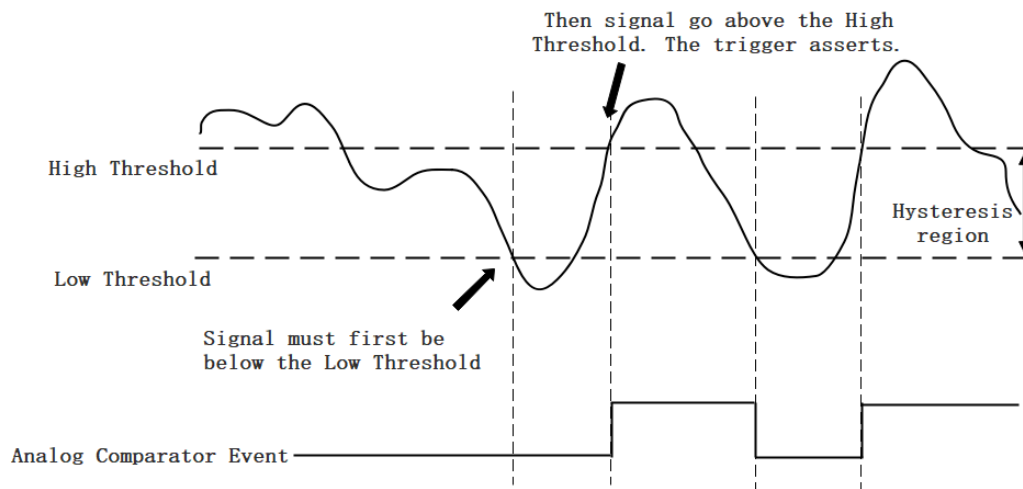 Then signal go above the High
Threshold. The trigger asserts.
High Threshold
Hysteresis
region
Low Threshold
Signal must first be
below the Low Threshold
Analog Comparator Event